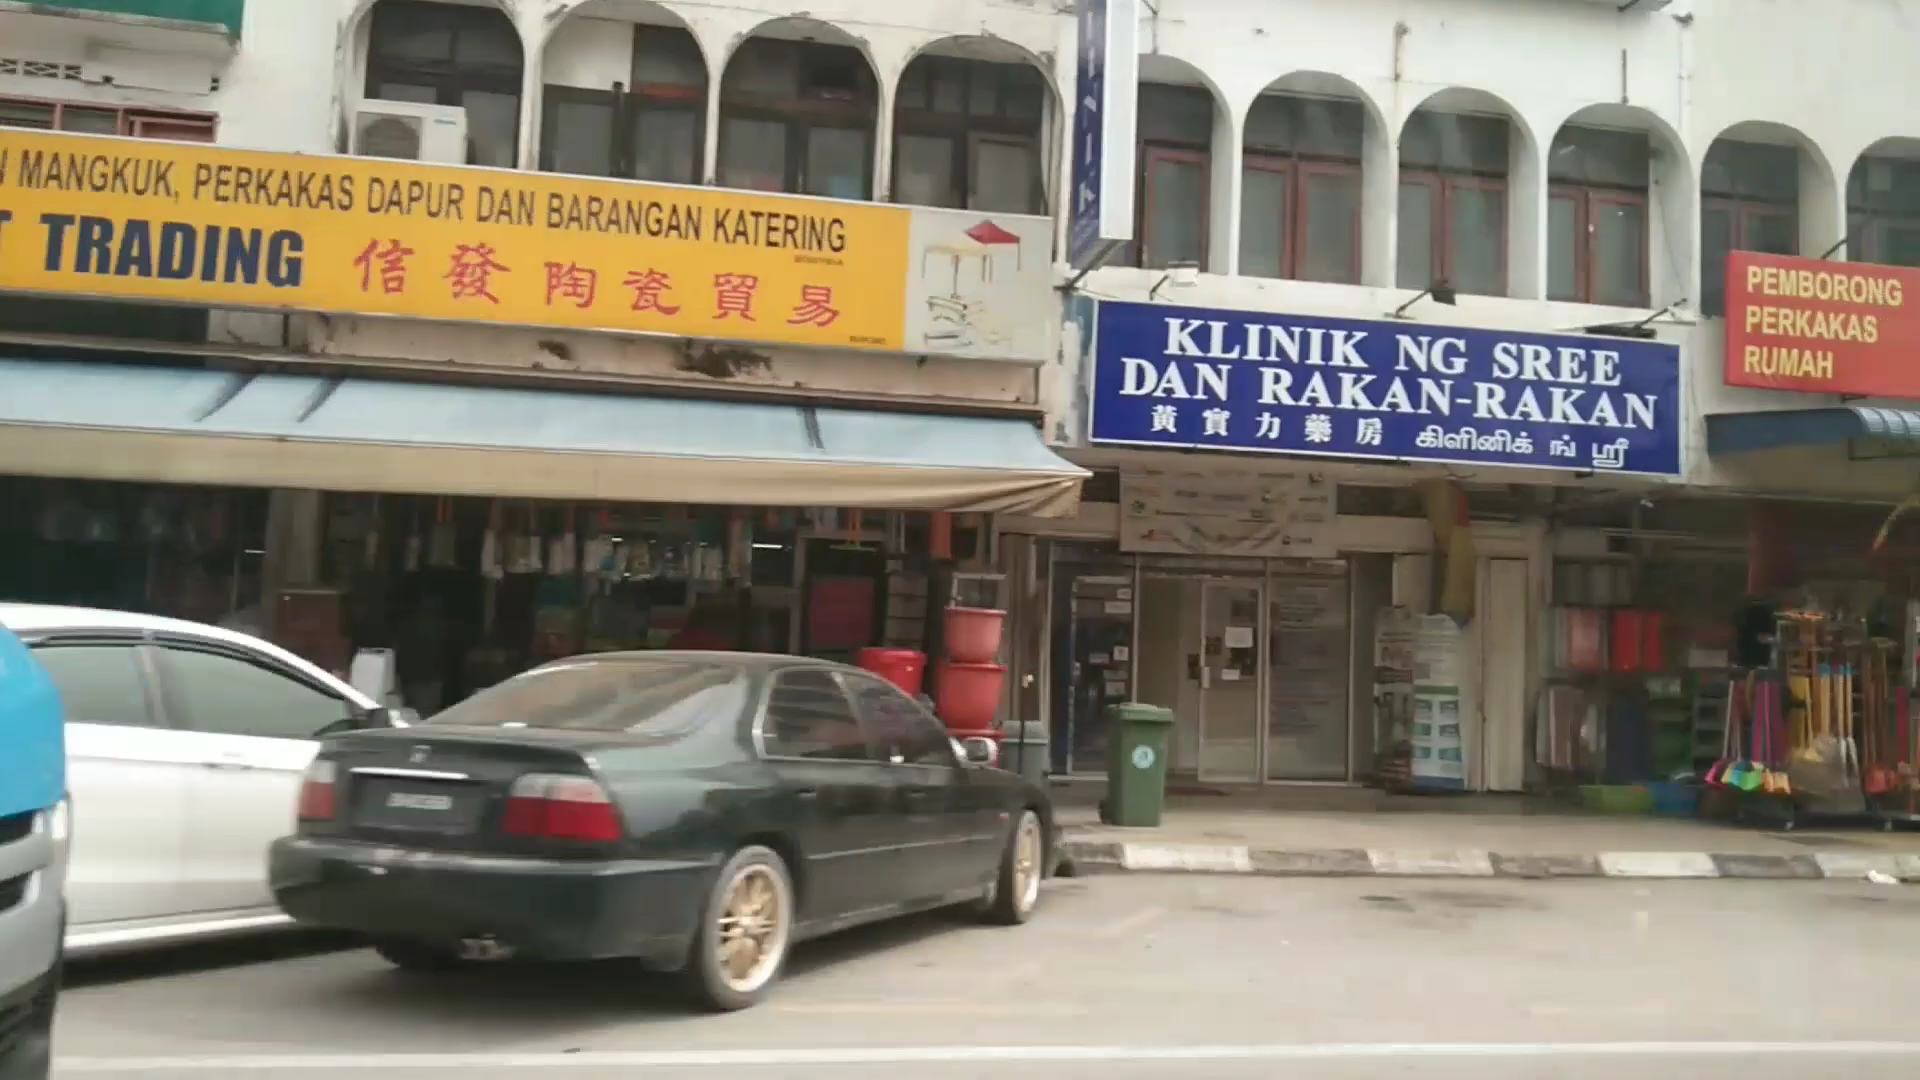 MANGKUK, PERKAKAS DAPUR DAN BARANGAN KATERING
TRADING 信發陶瓷貿易
KLINIK
KLINIK NG SREE
DAN RAKAN-RAKAN
黃實力藥房 கிளினிக் ங் ஸ்ரீ
PEMBORONG
PERKAKAS
RUMAH